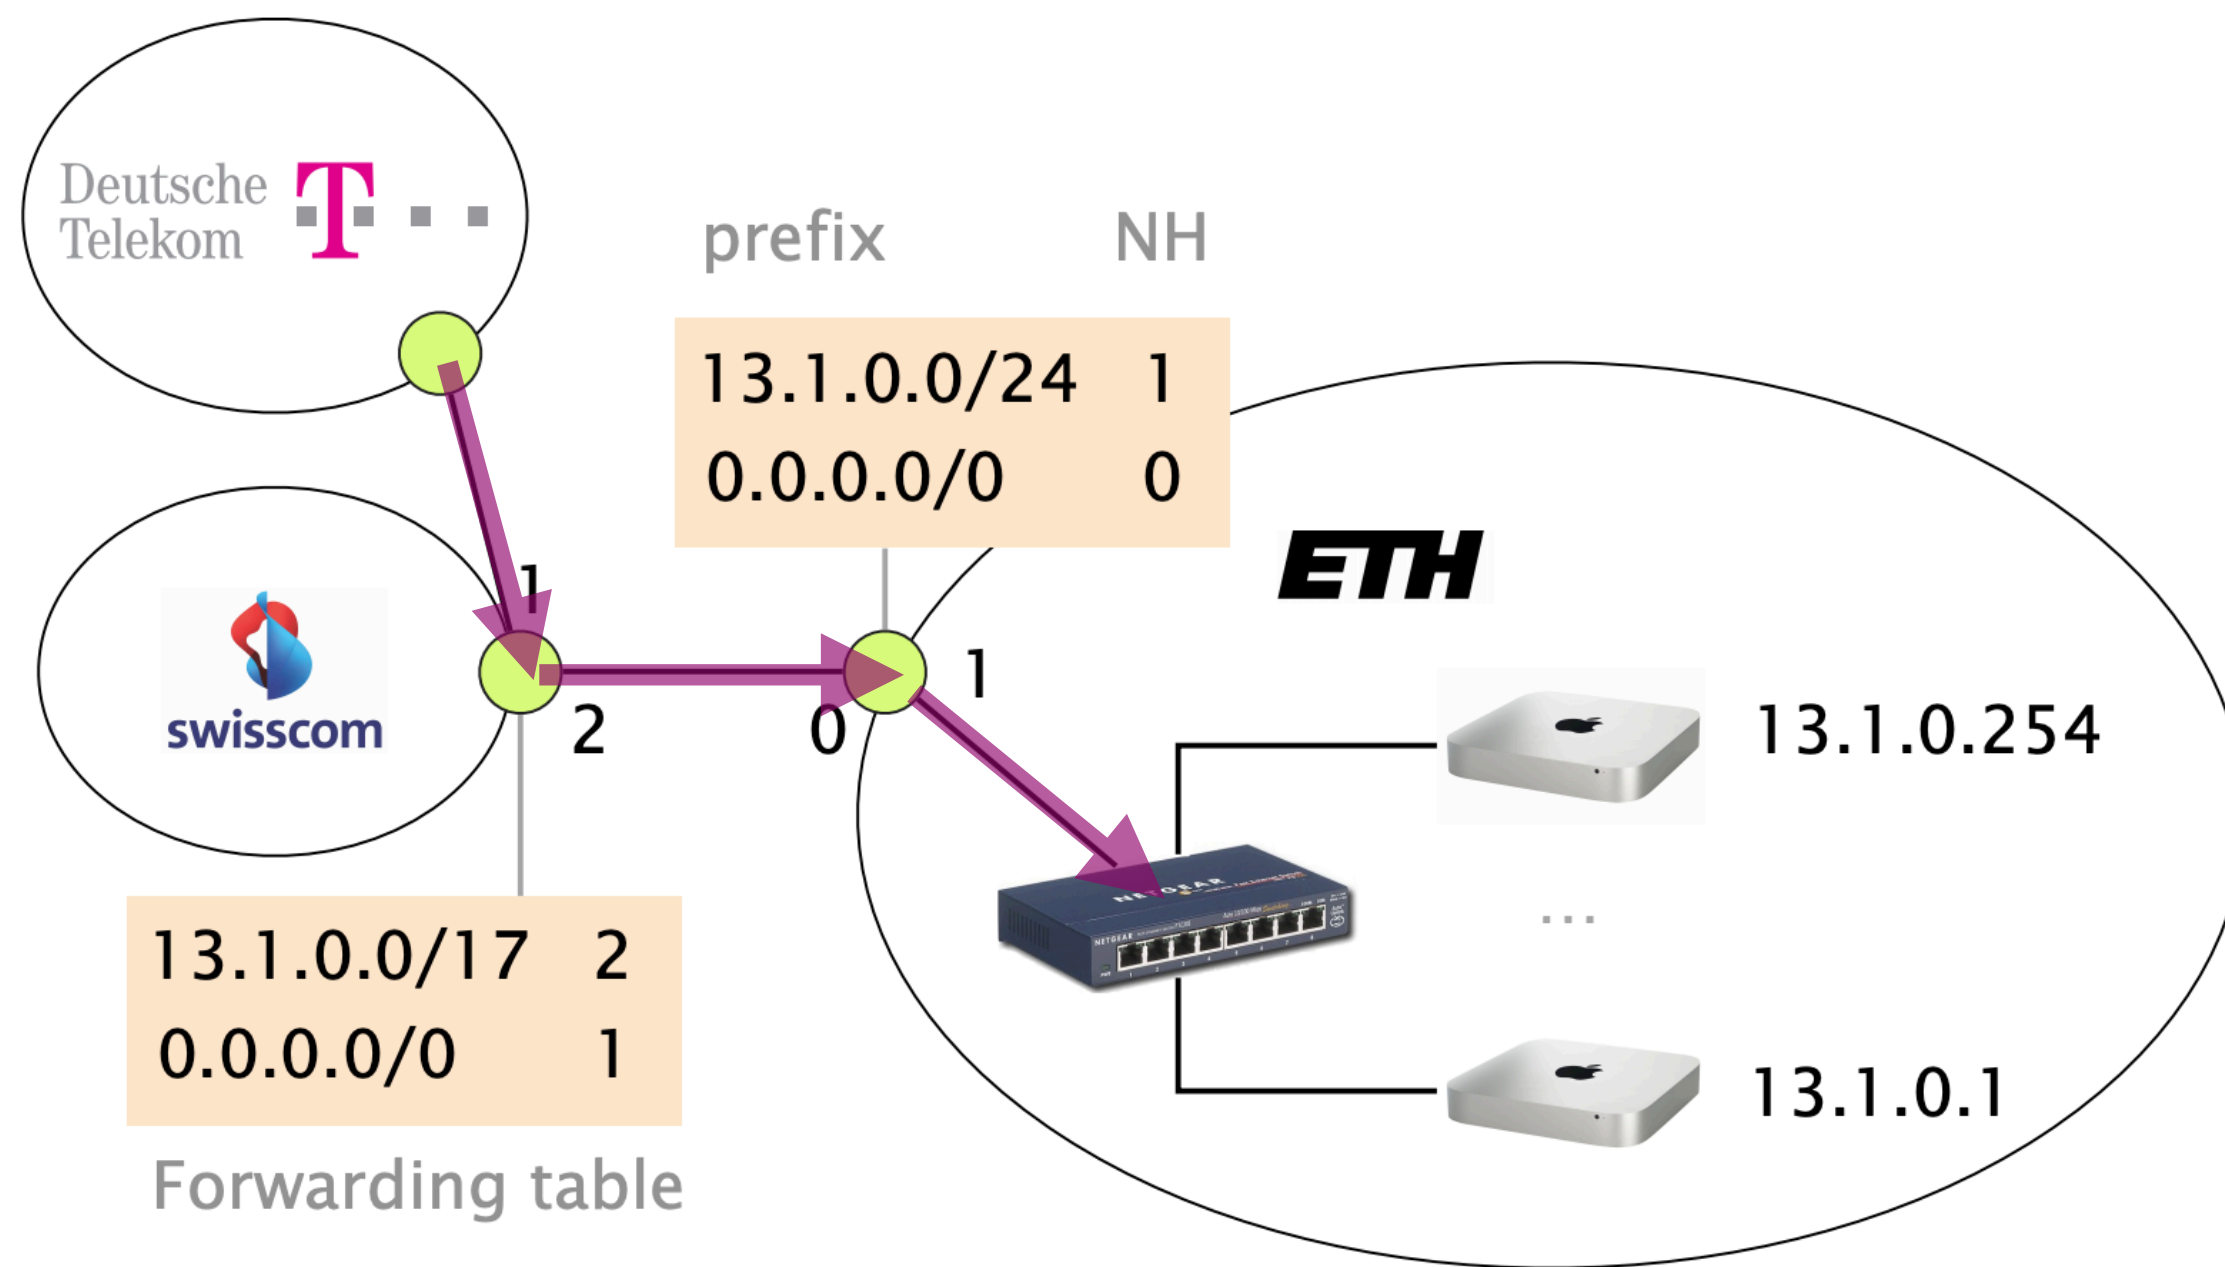 Deutsche
Telekom
T
prefix NH
13.1.0.0/24 1
0.0.0.0/0 0
ETH
1
swisscom
2
0
1
13.1.0.254
NETGEAR
NETGEAR
...
13.1.0.0/17 2
0.0.0.0/0 1
13.1.0.1
Forwarding table